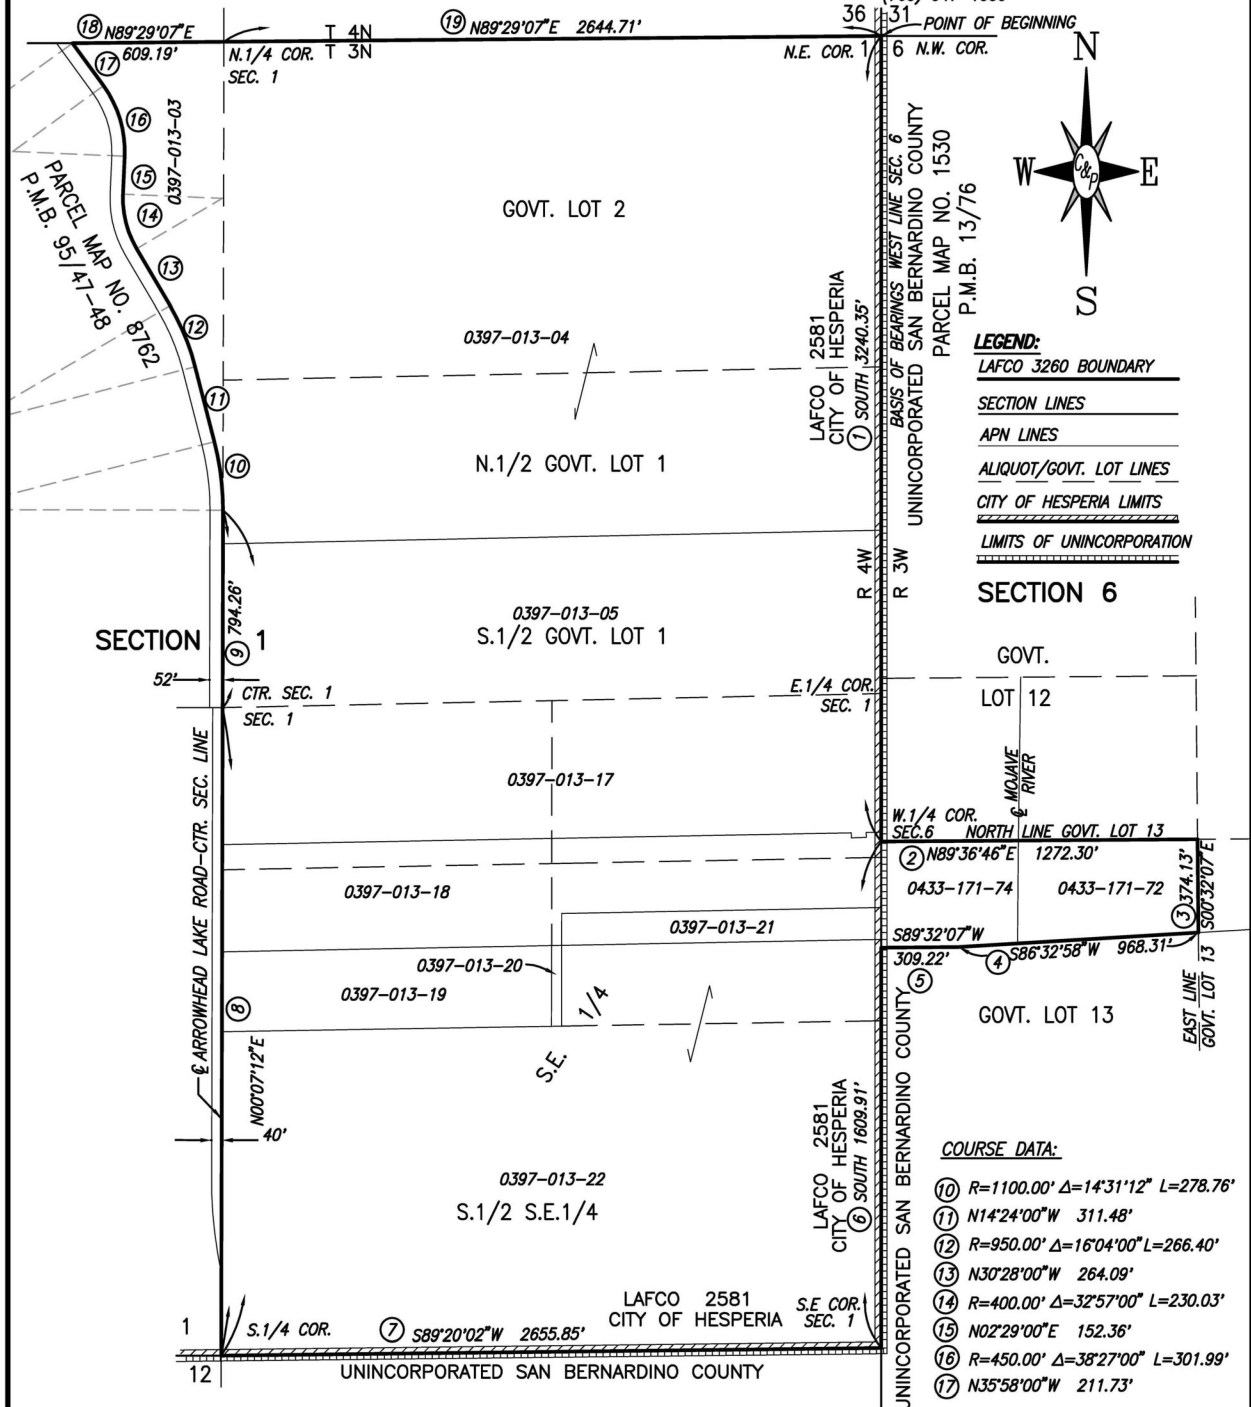 ⑱ N89°29'07"E
609.19'
⑲ N89°29'07"E 2644.71'
T 4N
T 3N
N.1/4 COR.
SEC. 1
36 31
POINT OF BEGINNING
N.E. COR. 1
6 N.W. COR.
N
W E
S
C&P
⑰
⑯
⑮
⑭
⑬
⑫
⑪
⑩
0397-013-03
PARCEL MAP NO. 8762
P.M.B. 95/47-48
GOVT. LOT 2
0397-013-04
N.1/2 GOVT. LOT 1
LAFCO 2581
CITY OF HESPERIA
① SOUTH 3240.35'
BASIS OF BEARINGS WEST LINE SEC. 6
UNINCORPORATED SAN BERNARDINO COUNTY
PARCEL MAP NO. 1530
P.M.B. 13/76
LEGEND:
LAFCO 3260 BOUNDARY
SECTION LINES
APN LINES
ALIQUOT/GOVT. LOT LINES
CITY OF HESPERIA LIMITS
LIMITS OF UNINCORPORATION
R 4W
R 3W
SECTION 6
0397-013-05
S.1/2 GOVT. LOT 1
⑨ 794.26'
SECTION 1
52'
CTR. SEC. 1
SEC. 1
E.1/4 COR.
SEC. 1
GOVT.
LOT 12
℄ MOJAVE
RIVER
0397-013-17
W.1/4 COR.
SEC.6
NORTH LINE GOVT. LOT 13
② N89°36'46"E 1272.30'
0433-171-74
0433-171-72
③ 374.13'
S00°32'07"E
S89°32'07"W
309.22'
⑤
④ S86°32'58"W 968.31'
EAST LINE
GOVT. LOT 13
GOVT. LOT 13
0397-013-18
0397-013-21
0397-013-20
0397-013-19
S.E. 1/4
℄ ARROWHEAD LAKE ROAD-CTR. SEC. LINE
⑧
N00°07'12"E
40'
0397-013-22
S.1/2 S.E.1/4
LAFCO 2581
CITY OF HESPERIA
⑥ SOUTH 1609.91'
UNINCORPORATED SAN BERNARDINO COUNTY
LAFCO 2581
CITY OF HESPERIA
S.E COR.
SEC. 1
1
12
S.1/4 COR.
⑦ S89°20'02"W 2655.85'
UNINCORPORATED SAN BERNARDINO COUNTY
COURSE DATA:
⑩ R=1100.00' Δ=14°31'12" L=278.76'
⑪ N14°24'00"W 311.48'
⑫ R=950.00' Δ=16°04'00" L=266.40'
⑬ N30°28'00"W 264.09'
⑭ R=400.00' Δ=32°57'00" L=230.03'
⑮ N02°29'00"E 152.36'
⑯ R=450.00' Δ=38°27'00" L=301.99'
⑰ N35°58'00"W 211.73'